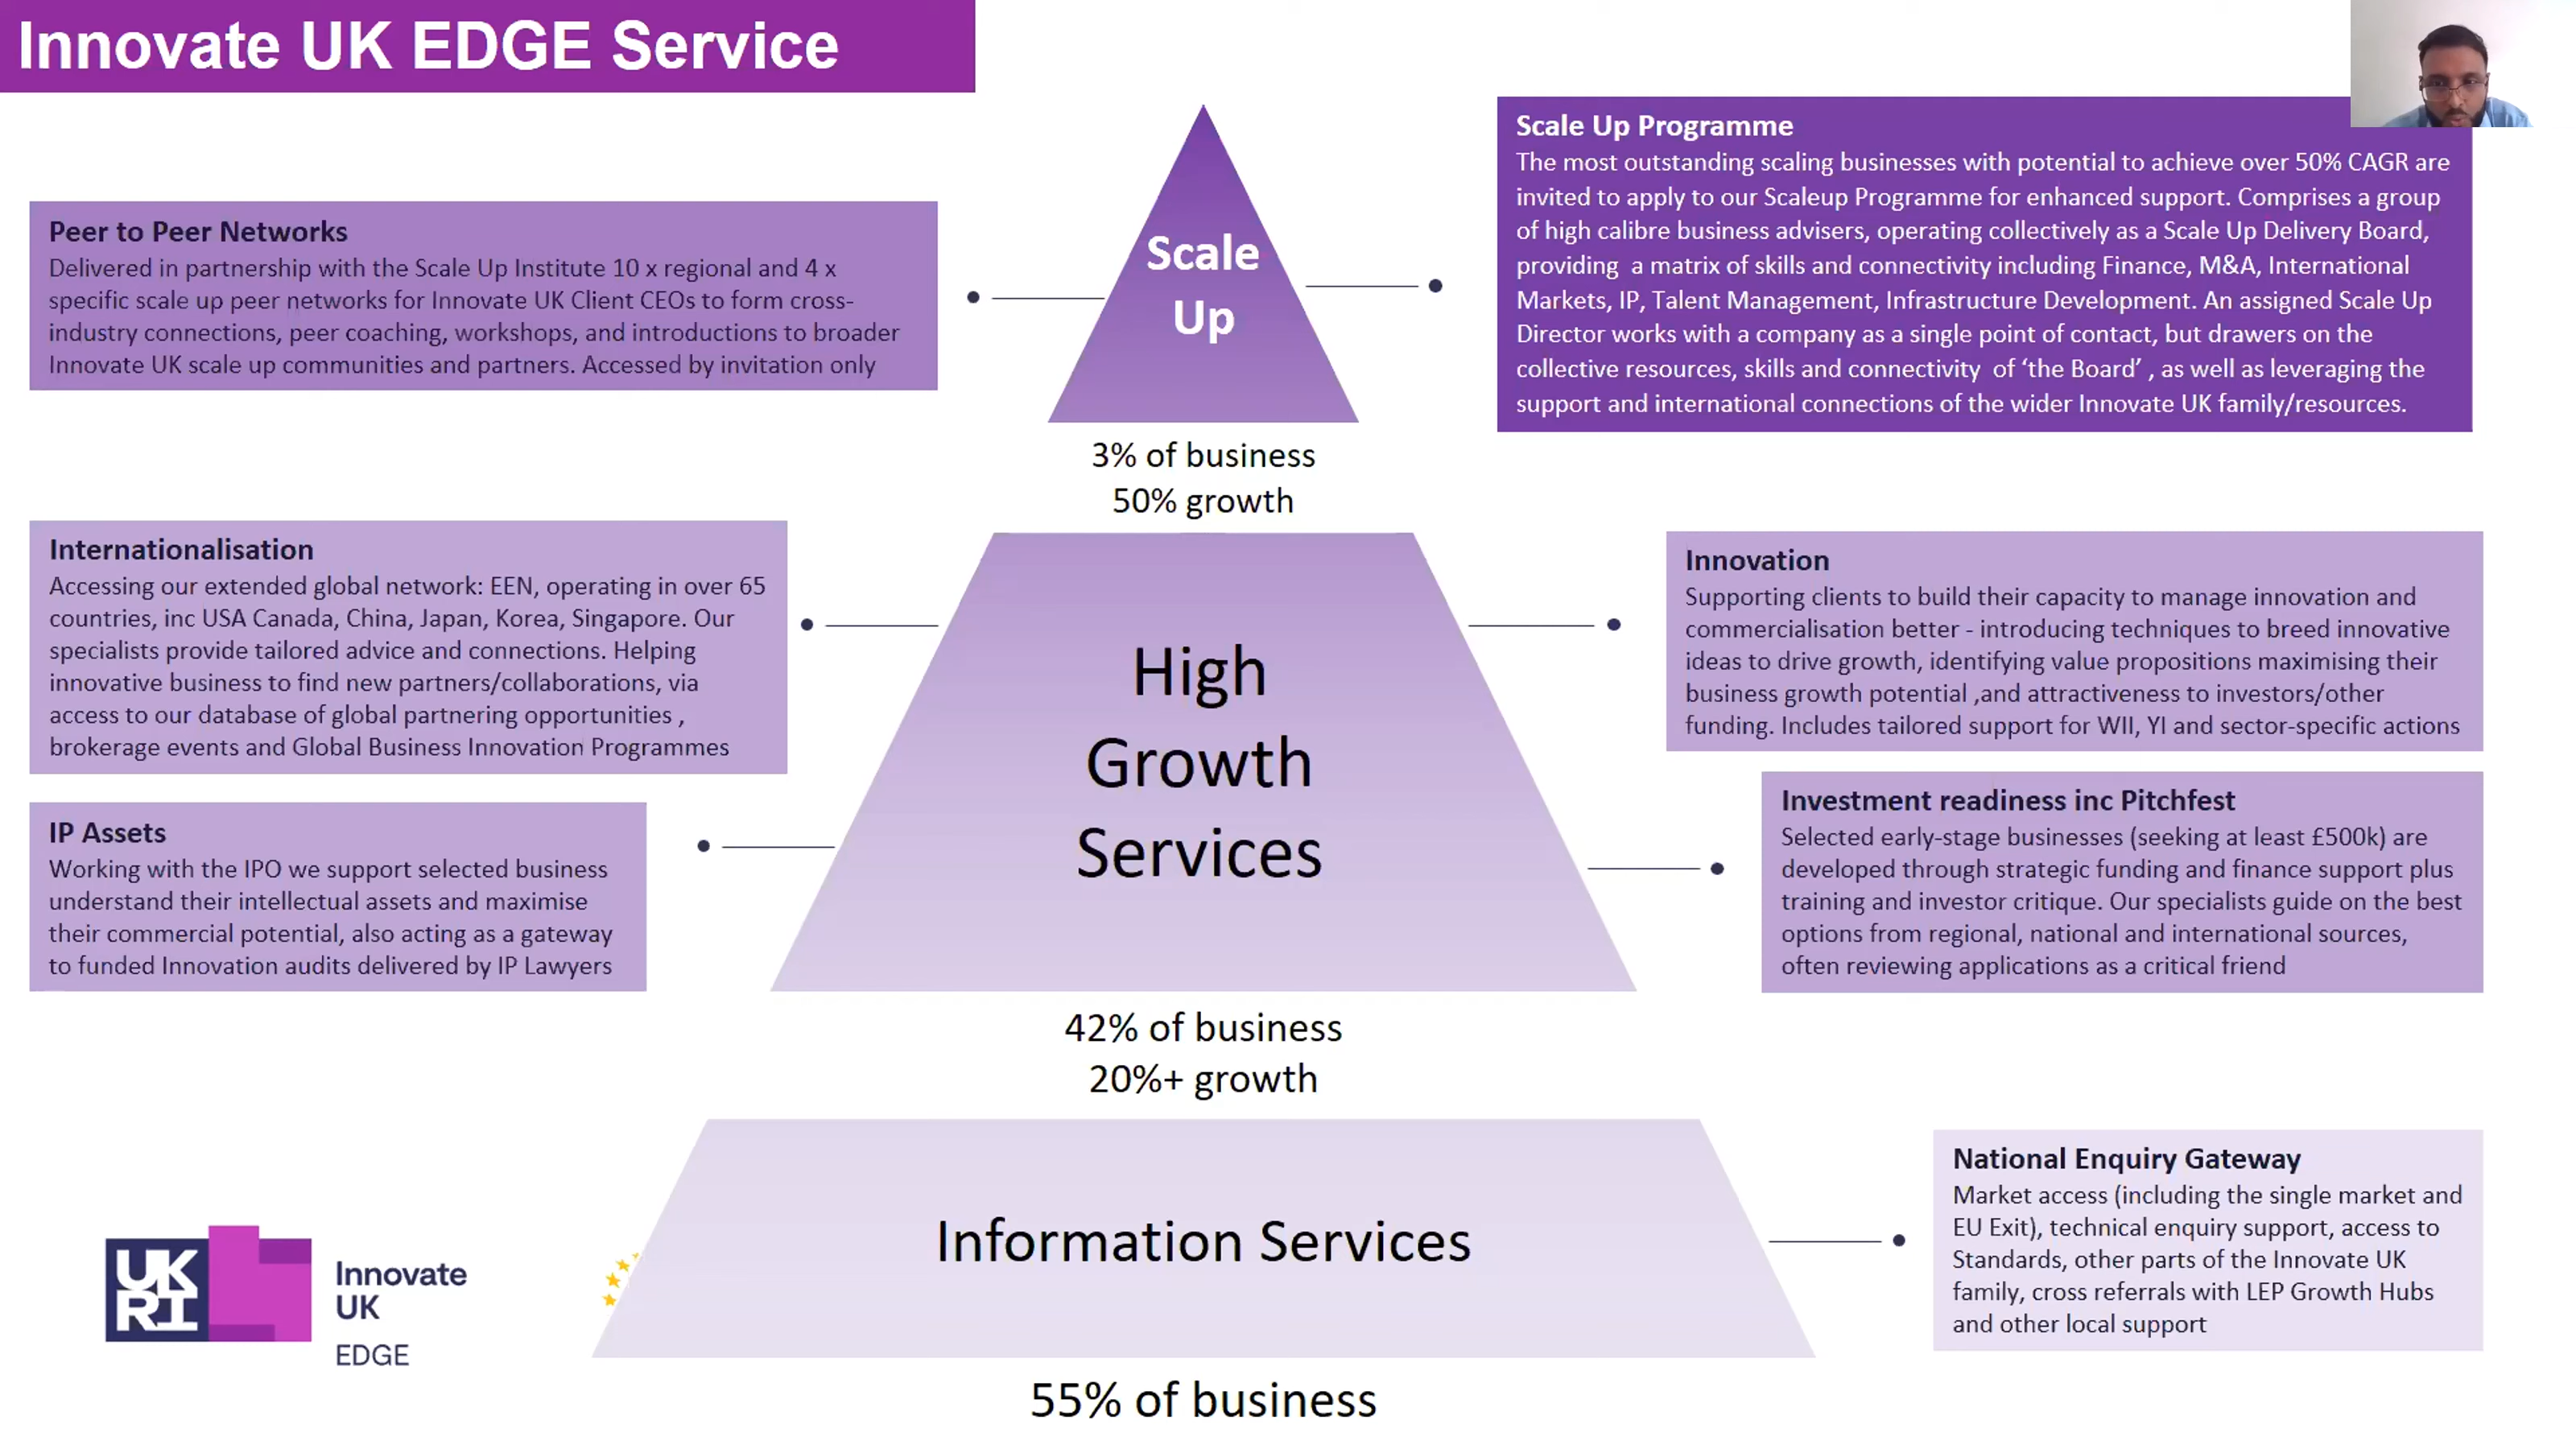 Innovate UK EDGE Service
Peer to Peer Networks
Delivered in partnership with the Scale Up Institute 10 x regional and 4 x
specific scale up peer networks for Innovate UK Client CEOs to form cross-
industry connections, peer coaching, workshops, and introductions to broader
Innovate UK scale up communities and partners. Accessed by invitation only
Scale
Up
Scale Up Programme
The most outstanding scaling businesses with potential to achieve over 50% CAGR are
invited to apply to our Scaleup Programme for enhanced support. Comprises a group
of high calibre business advisers, operating collectively as a Scale Up Delivery Board,
providing  a matrix of skills and connectivity including Finance, M&A, International
Markets, IP, Talent Management, Infrastructure Development. An assigned Scale Up
Director works with a company as a single point of contact, but drawers on the
collective resources, skills and connectivity  of ‘the Board’ , as well as leveraging the
support and international connections of the wider Innovate UK family/resources.
3% of business
50% growth
Internationalisation
Accessing our extended global network: EEN, operating in over 65
countries, inc USA Canada, China, Japan, Korea, Singapore. Our
specialists provide tailored advice and connections. Helping
innovative business to find new partners/collaborations, via
access to our database of global partnering opportunities ,
brokerage events and Global Business Innovation Programmes
IP Assets
Working with the IPO we support selected business
understand their intellectual assets and maximise
their commercial potential, also acting as a gateway
to funded Innovation audits delivered by IP Lawyers
High
Growth
Services
Innovation
Supporting clients to build their capacity to manage innovation and
commercialisation better - introducing techniques to breed innovative
ideas to drive growth, identifying value propositions maximising their
business growth potential ,and attractiveness to investors/other
funding. Includes tailored support for WII, YI and sector-specific actions
Investment readiness inc Pitchfest
Selected early-stage businesses (seeking at least £500k) are
developed through strategic funding and finance support plus
training and investor critique. Our specialists guide on the best
options from regional, national and international sources,
often reviewing applications as a critical friend
42% of business
20%+ growth
Information Services
National Enquiry Gateway
Market access (including the single market and
EU Exit), technical enquiry support, access to
Standards, other parts of the Innovate UK
family, cross referrals with LEP Growth Hubs
and other local support
UK
RI
Innovate
UK
EDGE
55% of business